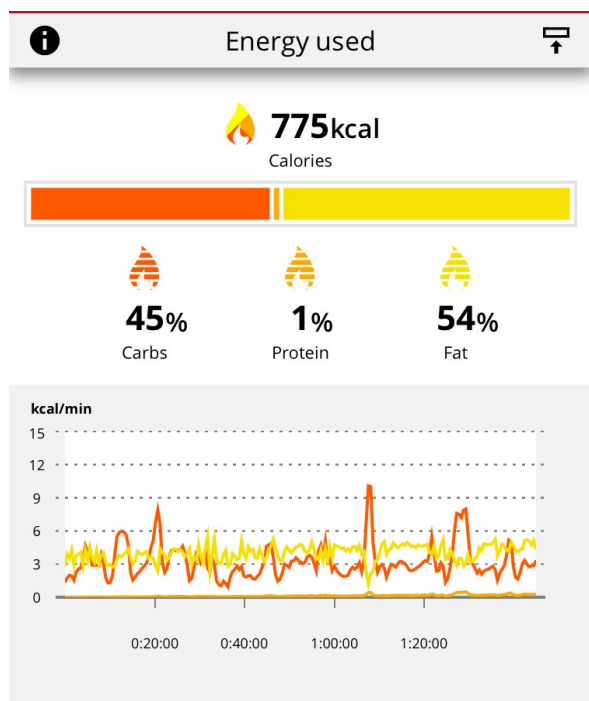 Energy used
775kcal
Calories
45% 1% 54%
Carbs Protein Fat
kcal/min
15
12
9
6
3
0
0:20:00 0:40:00 1:00:00 1:20:00